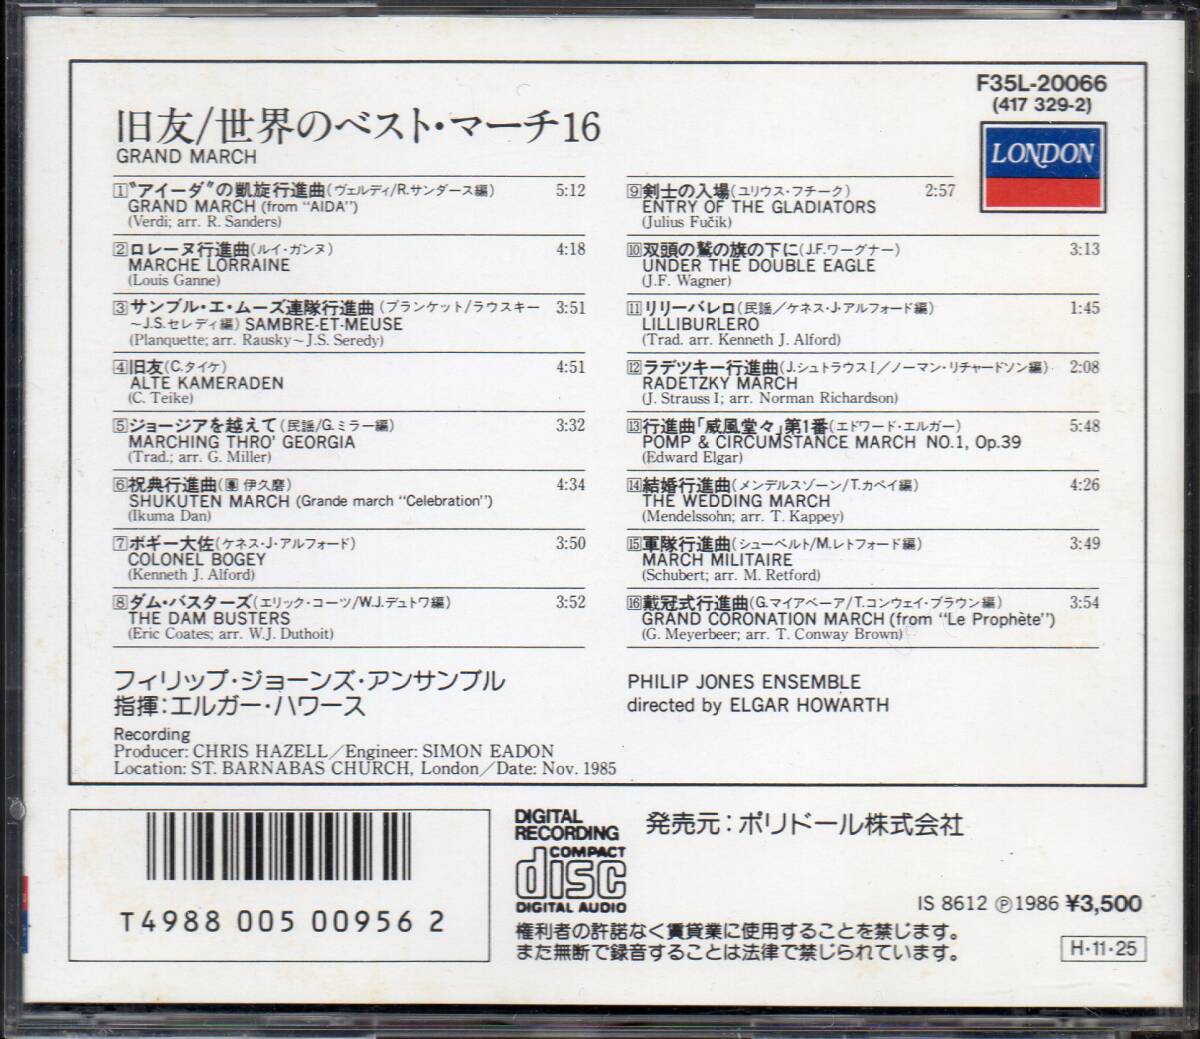 F35L-20066
(417 329-2)
LONDON
旧友/世界のベスト・マーチ16
GRAND MARCH
1 “アイーダ”の凱旋行進曲(ヴェルディ/R.サンダース編) 5:12
GRAND MARCH (from “AIDA”)
(Verdi; arr. R. Sanders)
2 ロレーヌ行進曲(ルイ・ガンヌ) 4:18
MARCHE LORRAINE
(Louis Ganne)
3 サンブル・エ・ムーズ連隊行進曲(プランケット/ラウスキー 3:51
～J.S.セレディ編) SAMBRE-ET-MEUSE
(Planquette; arr. Rausky～J.S. Seredy)
4 旧友(C.タイケ) 4:51
ALTE KAMERADEN
(C. Teike)
5 ジョージアを越えて(民謡/G.ミラー編) 3:32
MARCHING THRO' GEORGIA
(Trad.; arr. G. Miller)
6 祝典行進曲(團 伊久磨) 4:34
SHUKUTEN MARCH (Grande march “Celebration”)
(Ikuma Dan)
7 ボギー大佐(ケネス・J・アルフォード) 3:50
COLONEL BOGEY
(Kenneth J. Alford)
8 ダム・バスターズ(エリック・コーツ/W.J.デュトワ編) 3:52
THE DAM BUSTERS
(Eric Coates; arr. W.J. Duthoit)
9 剣士の入場(ユリウス・フチーク) 2:57
ENTRY OF THE GLADIATORS
(Julius Fučik)
10 双頭の鷲の旗の下に(J.F.ワーグナー) 3:13
UNDER THE DOUBLE EAGLE
(J.F. Wagner)
11 リリーバレロ(民謡/ケネス・J・アルフォード編) 1:45
LILLIBURLERO
(Trad. arr. Kenneth J. Alford)
12 ラデツキー行進曲(J.シュトラウスI/ノーマン・リチャードソン編) 2:08
RADETZKY MARCH
(J. Strauss I; arr. Norman Richardson)
13 行進曲「威風堂々」第1番(エドワード・エルガー) 5:48
POMP & CIRCUMSTANCE MARCH NO.1, Op.39
(Edward Elgar)
14 結婚行進曲(メンデルスゾーン/T.カペイ編) 4:26
THE WEDDING MARCH
(Mendelssohn; arr. T. Kappey)
15 軍隊行進曲(シューベルト/M.レトフォード編) 3:49
MARCH MILITAIRE
(Schubert; arr. M. Retford)
16 戴冠式行進曲(G.マイアベーア/T.コンウェイ・ブラウン編) 3:54
GRAND CORONATION MARCH (from “Le Prophète”)
(G. Meyerbeer; arr. T. Conway Brown)
フィリップ・ジョーンズ・アンサンブル
指揮:エルガー・ハワース
PHILIP JONES ENSEMBLE
directed by ELGAR HOWARTH
Recording
Producer: CHRIS HAZELL/Engineer: SIMON EADON
Location: ST. BARNABAS CHURCH, London/Date: Nov. 1985
T4988 005 00956 2
DIGITAL
RECORDING
COMPACT
disc
DIGITAL AUDIO
発売元:ポリドール株式会社
IS 8612 ℗1986 ¥3,500
権利者の許諾なく賃貸業に使用することを禁じます。
また無断で録音することは法律で禁じられています。
H・11・25